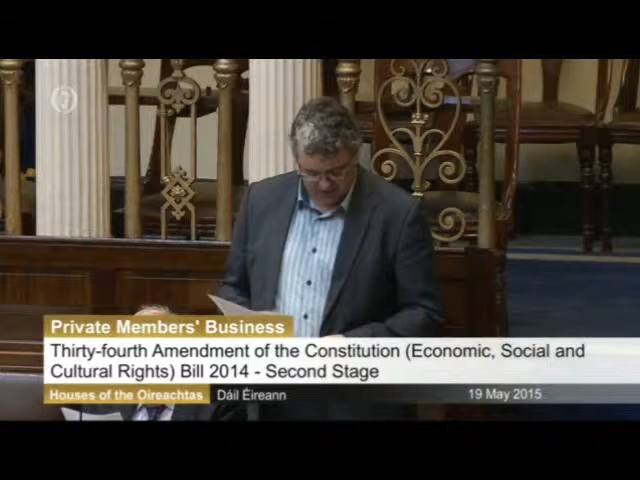 Private Members' Business
Thirty-fourth Amendment of the Constitution (Economic, Social and
Cultural Rights) Bill 2014 - Second Stage
Houses of the Oireachtas Dáil Éireann 19 May 2015